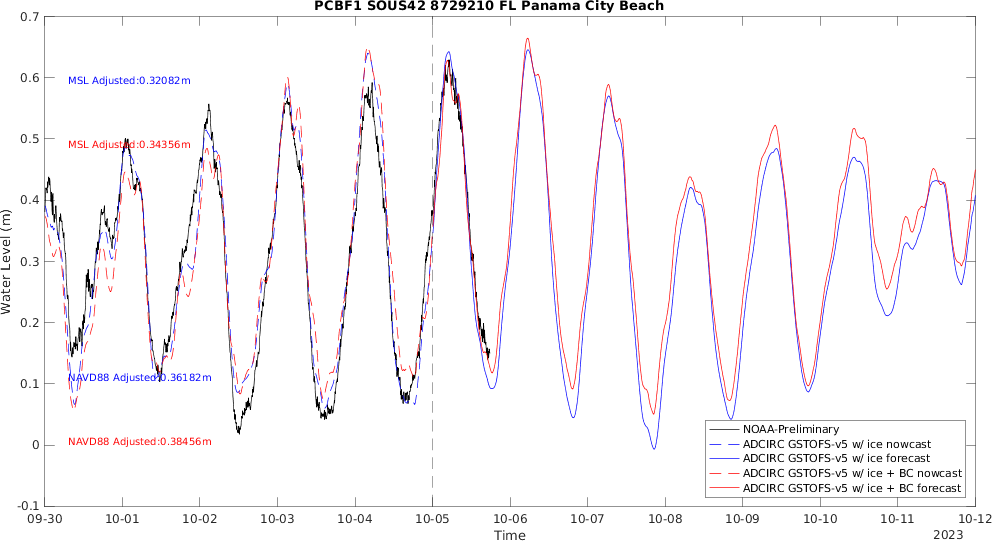 PCBF1 SOUS42 8729210 FL Panama City Beach
0.7
0.6
0.5
0.4
0.3
0.2
0.1
0
-0.1
Water Level (m)
MSL Adjusted:0.32082m
MSL Adjusted:0.34356m
NAVD88 Adjusted:0.36182m
NAVD88 Adjusted:0.38456m
NOAA-Preliminary
ADCIRC GSTOFS-v5 w/ ice nowcast
ADCIRC GSTOFS-v5 w/ ice forecast
ADCIRC GSTOFS-v5 w/ ice + BC nowcast
ADCIRC GSTOFS-v5 w/ ice + BC forecast
09-30 10-01 10-02 10-03 10-04 10-05 10-06 10-07 10-08 10-09 10-10 10-11 10-12
Time
2023